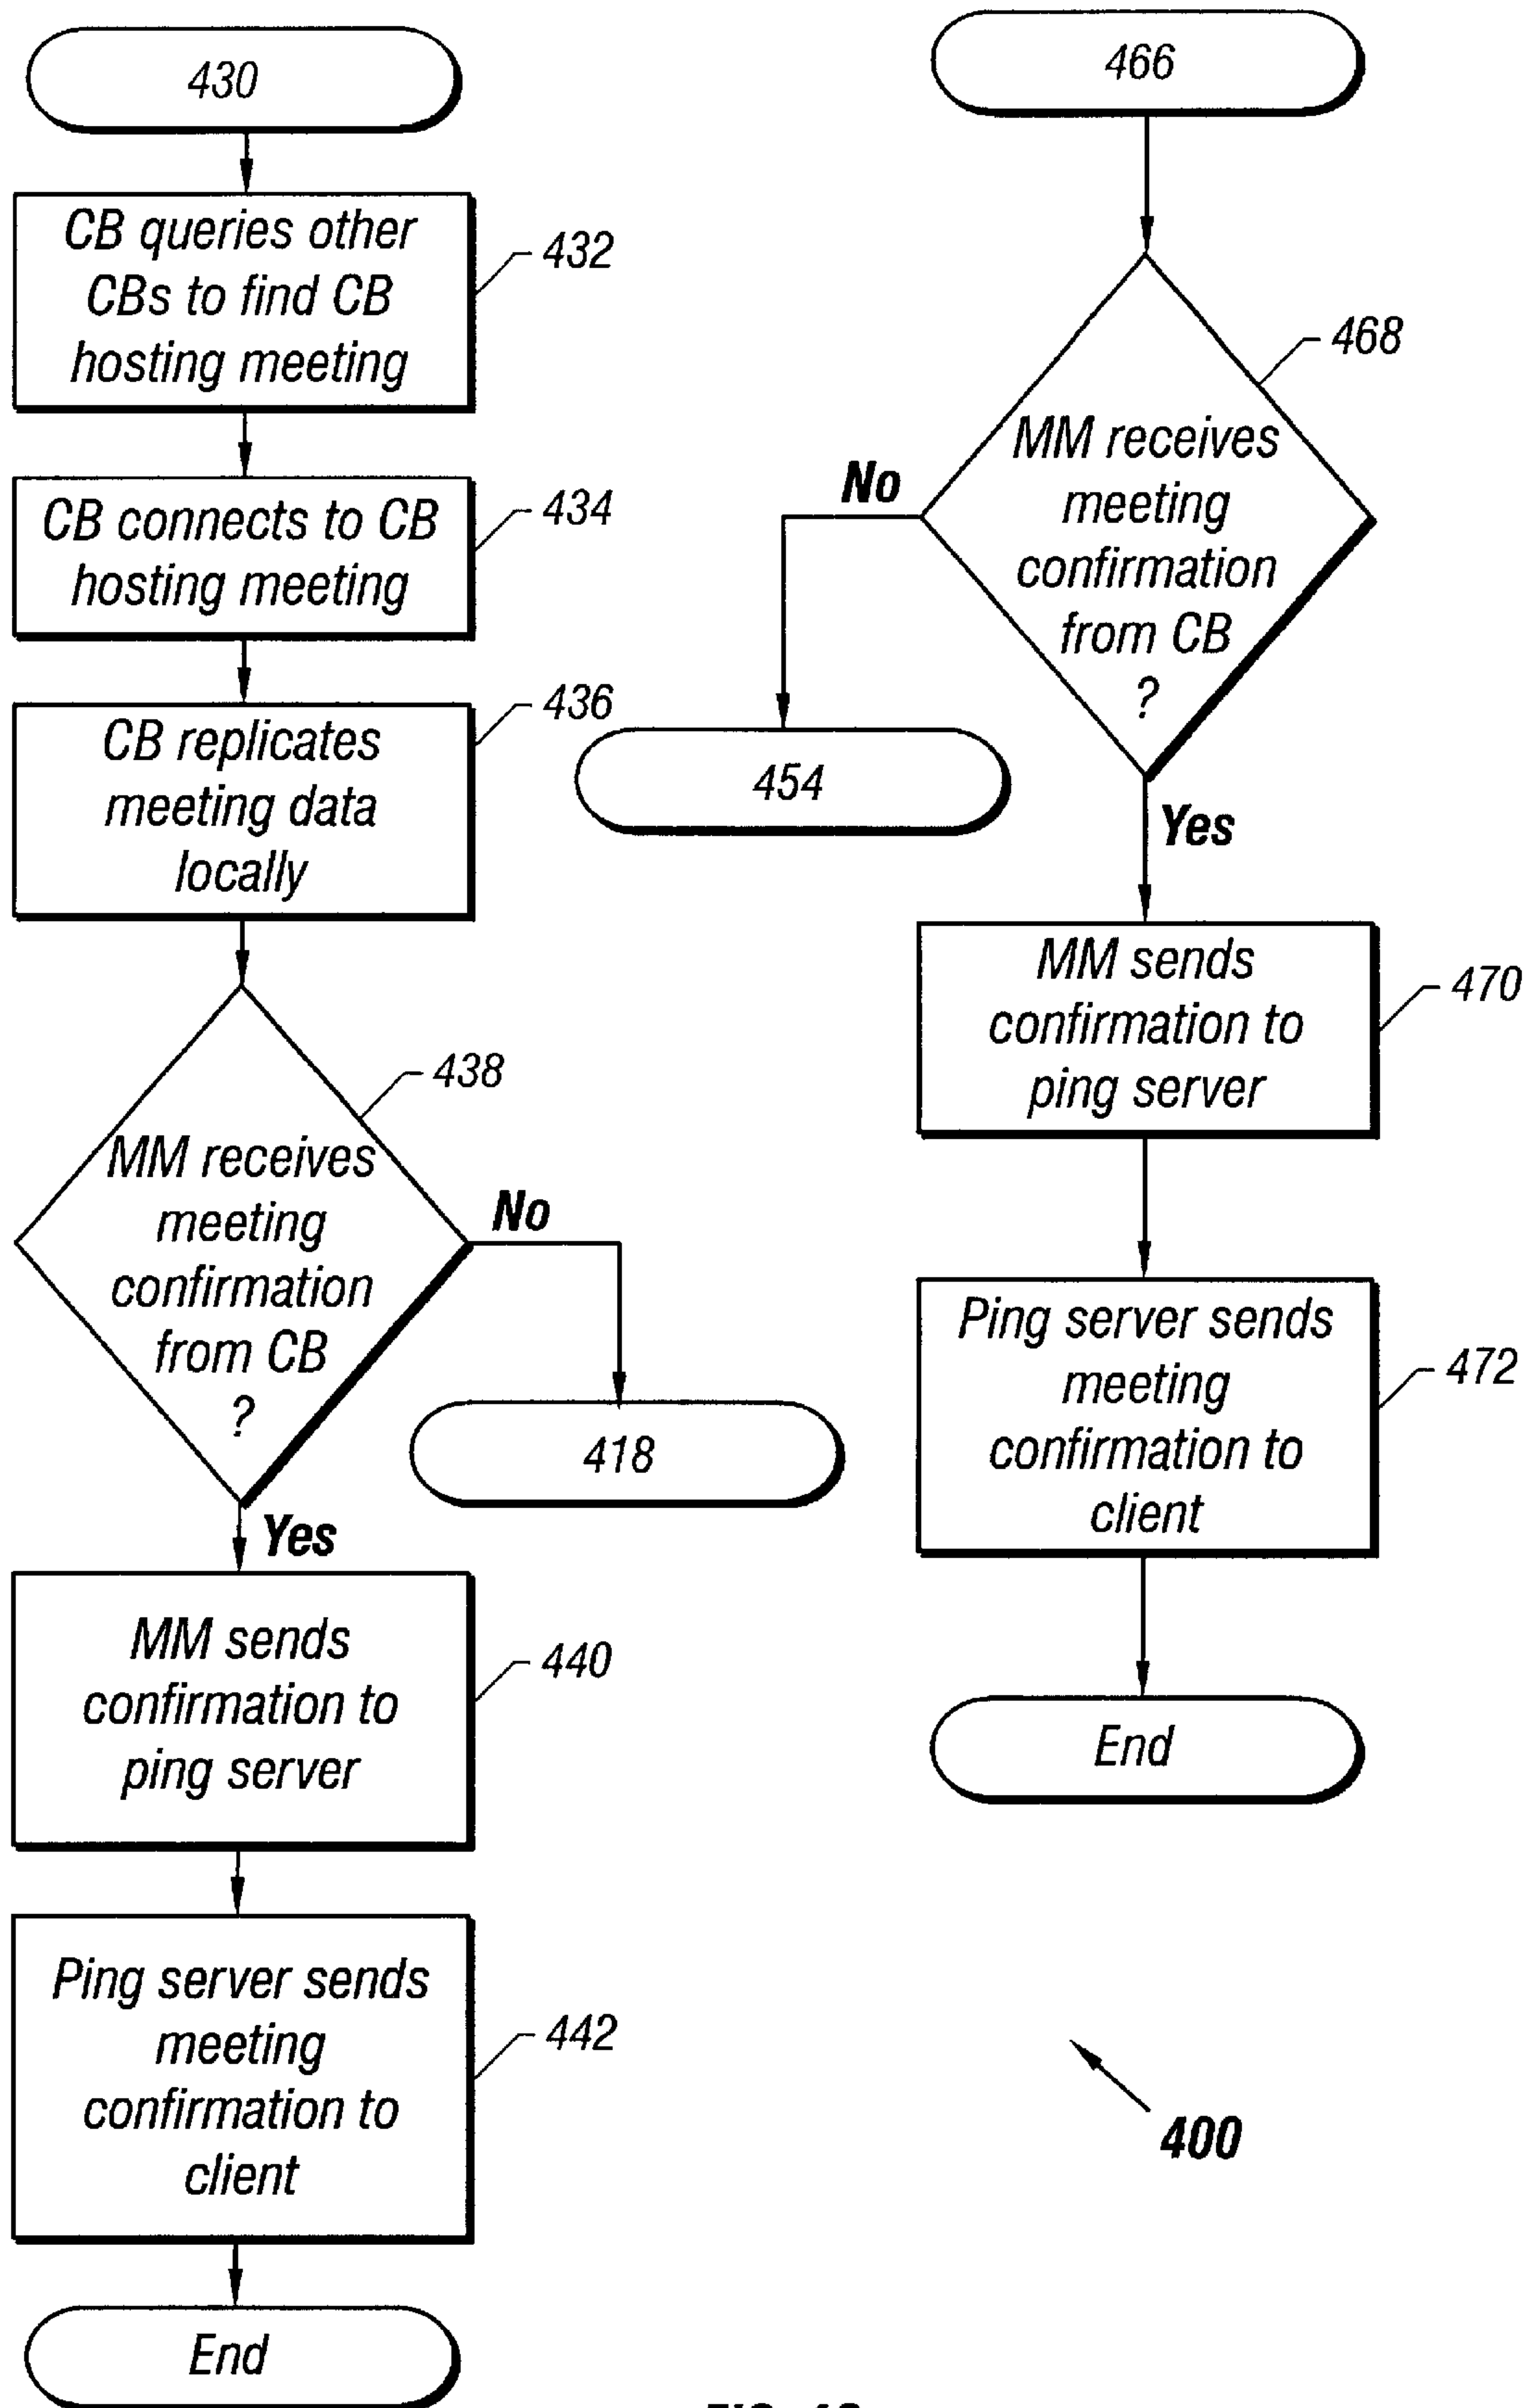 430
CB queries other
CBs to find CB
hosting meeting
432
CB connects to CB
hosting meeting
434
CB replicates
meeting data
locally
436
MM receives
meeting
confirmation
from CB
?
438
No
418
Yes
MM sends
confirmation to
ping server
440
Ping server sends
meeting
confirmation to
client
442
End
466
MM receives
meeting
confirmation
from CB
?
468
No
454
Yes
MM sends
confirmation to
ping server
470
Ping server sends
meeting
confirmation to
client
472
End
400